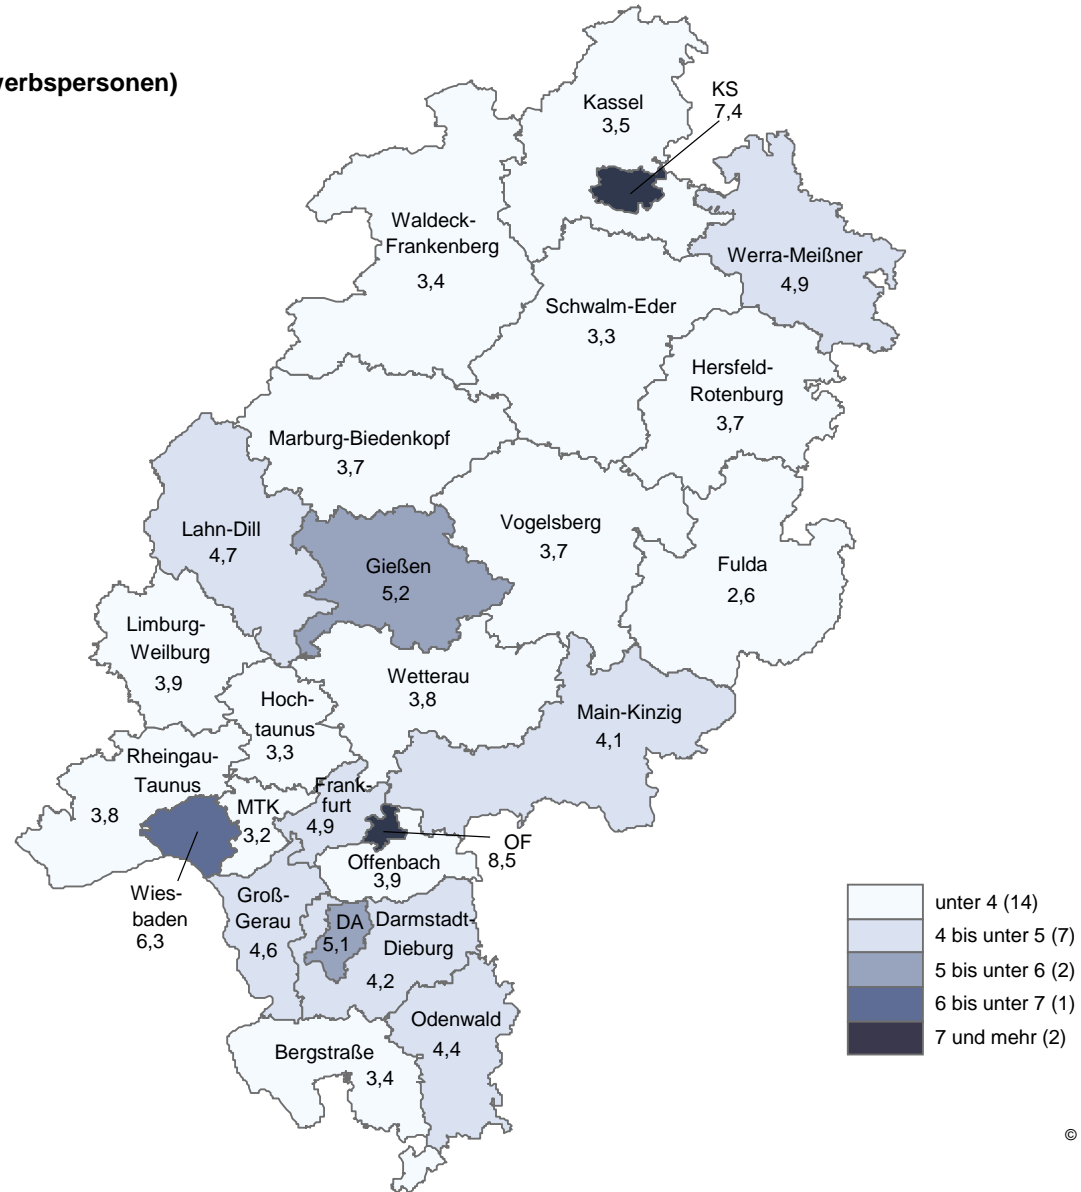 erbspersonen)
Kassel
3,5
KS
7,4
Waldeck-
Frankenberg
3,4
Werra-Meißner
4,9
Schwalm-Eder
3,3
Hersfeld-
Rotenburg
3,7
Marburg-Biedenkopf
3,7
Lahn-Dill
4,7
Gießen
5,2
Vogelsberg
3,7
Fulda
2,6
Limburg-
Weilburg
3,9
Wetterau
3,8
Hoch-
taunus
3,3
Main-Kinzig
4,1
Rheingau-
Taunus
3,8
MTK
3,2
Frank-
furt
4,9
OF
8,5
Offenbach
3,9
Wies-
baden
6,3
Groß-
Gerau
4,6
DA
5,1
Darmstadt-
Dieburg
4,2
Odenwald
4,4
Bergstraße
3,4
unter 4 (14)
4 bis unter 5 (7)
5 bis unter 6 (2)
6 bis unter 7 (1)
7 und mehr (2)
©